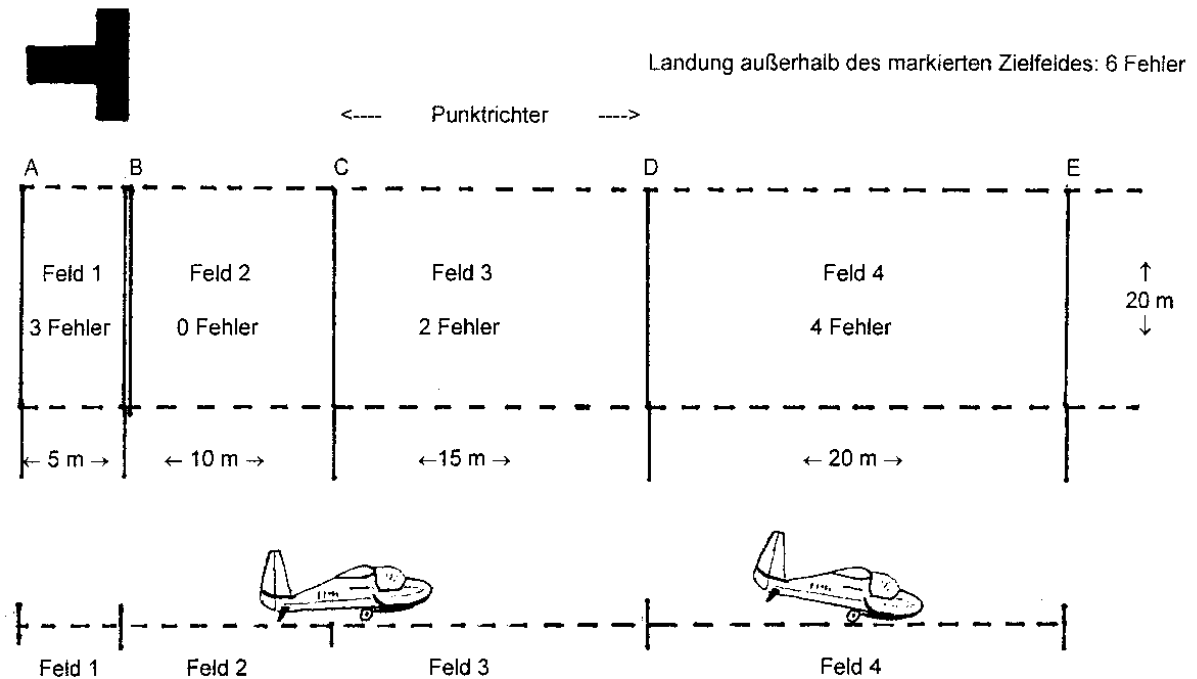 Landung außerhalb des markierten Zielfeldes: 6 Fehler
<---- Punktrichter ---->
A B C D E
Feld 1 Feld 2 Feld 3 Feld 4
↑
20 m
↓
3 Fehler 0 Fehler 2 Fehler 4 Fehler
← 5 m → ← 10 m → ←15 m → ← 20 m →
Feld 1 Feld 2 Feld 3 Feld 4